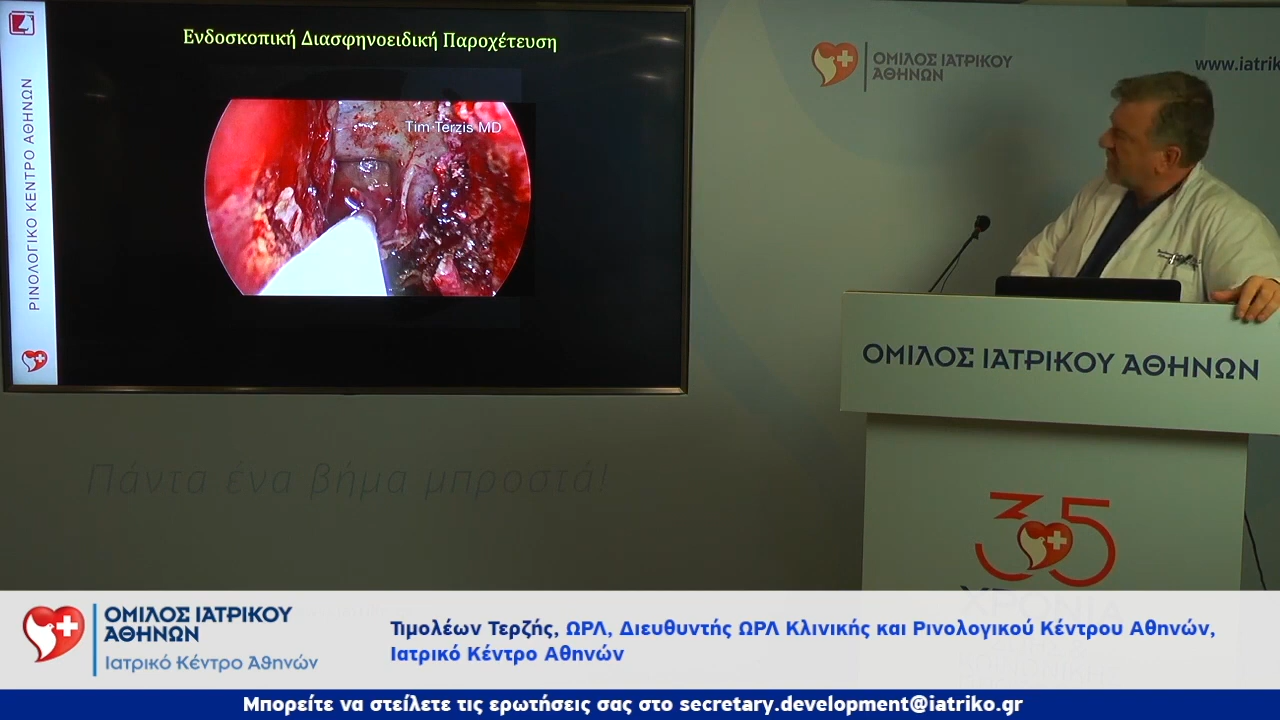 Ενδοσκοπική Διασφηνοειδική Παροχέτευση
Tim Terzis MD
ΡΙΝΟΛΟΓΙΚΟ ΚΕΝΤΡΟ ΑΘΗΝΩΝ
ΟΜΙΛΟΣ ΙΑΤΡΙΚΟΥ
ΑΘΗΝΩΝ
www.iatrik
ΟΜΙΛΟΣ ΙΑΤΡΙΚΟΥ ΑΘΗΝΩΝ
Πάντα ένα βήμα μπροστά!
35
ΧΡΟΝΙΑ
ΟΜΙΛΟΣ ΙΑΤΡΙΚΟΥ
ΑΘΗΝΩΝ
Ιατρικό Κέντρο Αθηνών
Τιμολέων Τερζής, ΩΡΛ, Διευθυντής ΩΡΛ Κλινικής και Ρινολογικού Κέντρου Αθηνών,
Ιατρικό Κέντρο Αθηνών
Μπορείτε να στείλετε τις ερωτήσεις σας στο secretary.development@iatriko.gr